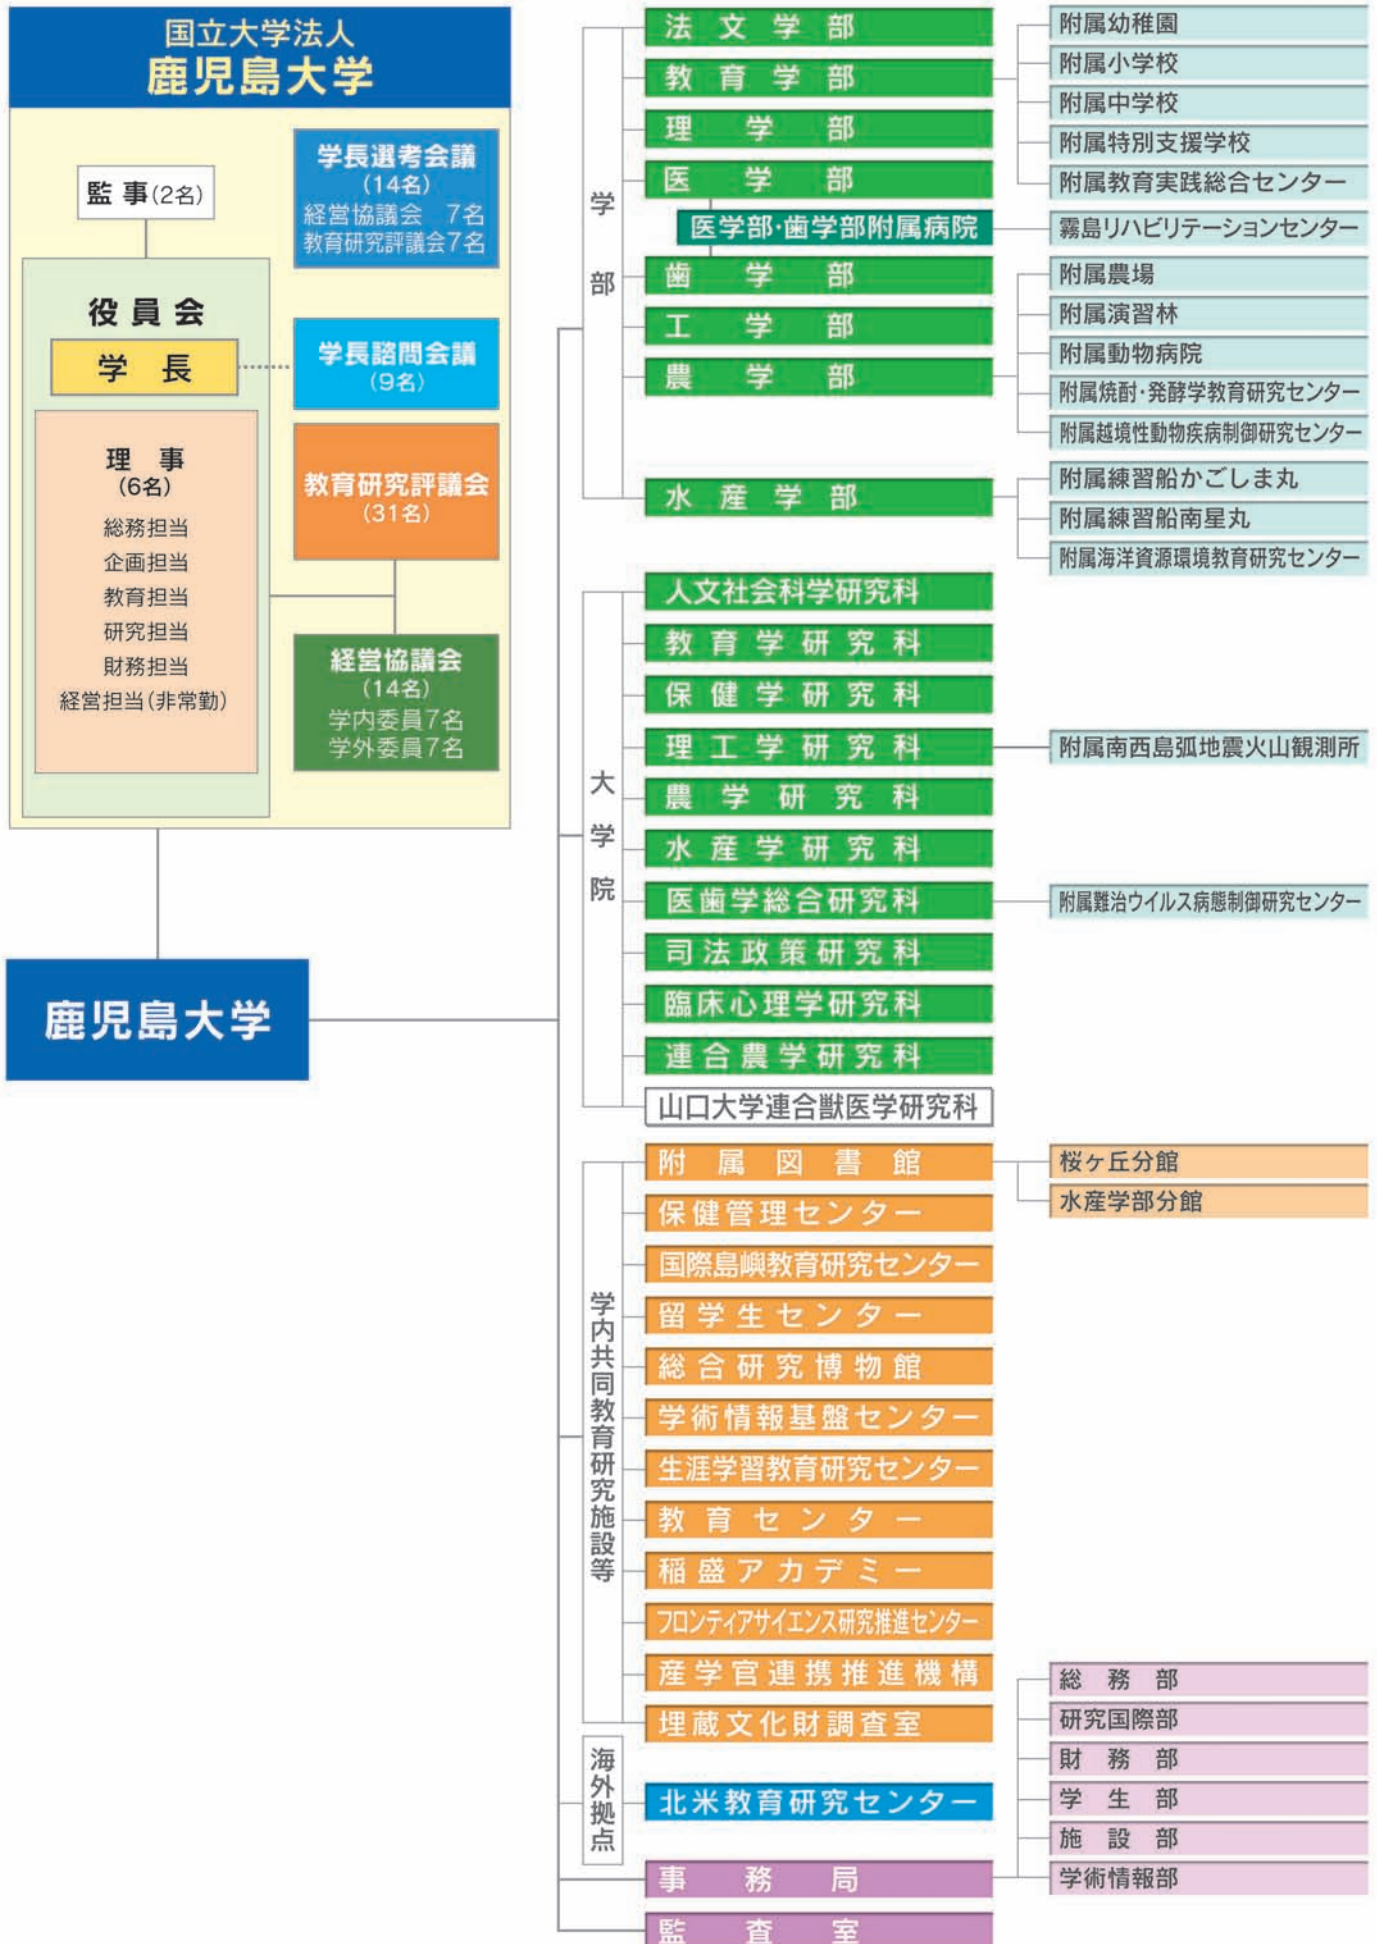 国立大学法人
鹿児島大学
監事(2名)
学長選考会議
(14名)
経営協議会 7名
教育研究評議会7名
役員会
学長
学長諮問会議
(9名)
理事
(6名)
総務担当
企画担当
教育担当
研究担当
財務担当
経営担当(非常勤)
教育研究評議会
(31名)
経営協議会
(14名)
学内委員7名
学外委員7名
鹿児島大学
学部
法文学部
教育学部
附属幼稚園
附属小学校
附属中学校
附属特別支援学校
附属教育実践総合センター
理学部
医学部
医学部・歯学部附属病院
霧島リハビリテーションセンター
歯学部
工学部
農学部
附属農場
附属演習林
附属動物病院
附属焼酎・発酵学教育研究センター
附属越境性動物疾病制御研究センター
水産学部
附属練習船かごしま丸
附属練習船南星丸
附属海洋資源環境教育研究センター
大学院
人文社会科学研究科
教育学研究科
保健学研究科
理工学研究科
附属南西島弧地震火山観測所
農学研究科
水産学研究科
医歯学総合研究科
附属難治ウイルス病態制御研究センター
司法政策研究科
臨床心理学研究科
連合農学研究科
山口大学連合獣医学研究科
学内共同教育研究施設等
附属図書館
桜ヶ丘分館
水産学部分館
保健管理センター
国際島嶼教育研究センター
留学生センター
総合研究博物館
学術情報基盤センター
生涯学習教育研究センター
教育センター
稲盛アカデミー
フロンティアサイエンス研究推進センター
産学官連携推進機構
埋蔵文化財調査室
海外拠点
北米教育研究センター
事務局
総務部
研究国際部
財務部
学生部
施設部
学術情報部
監査室